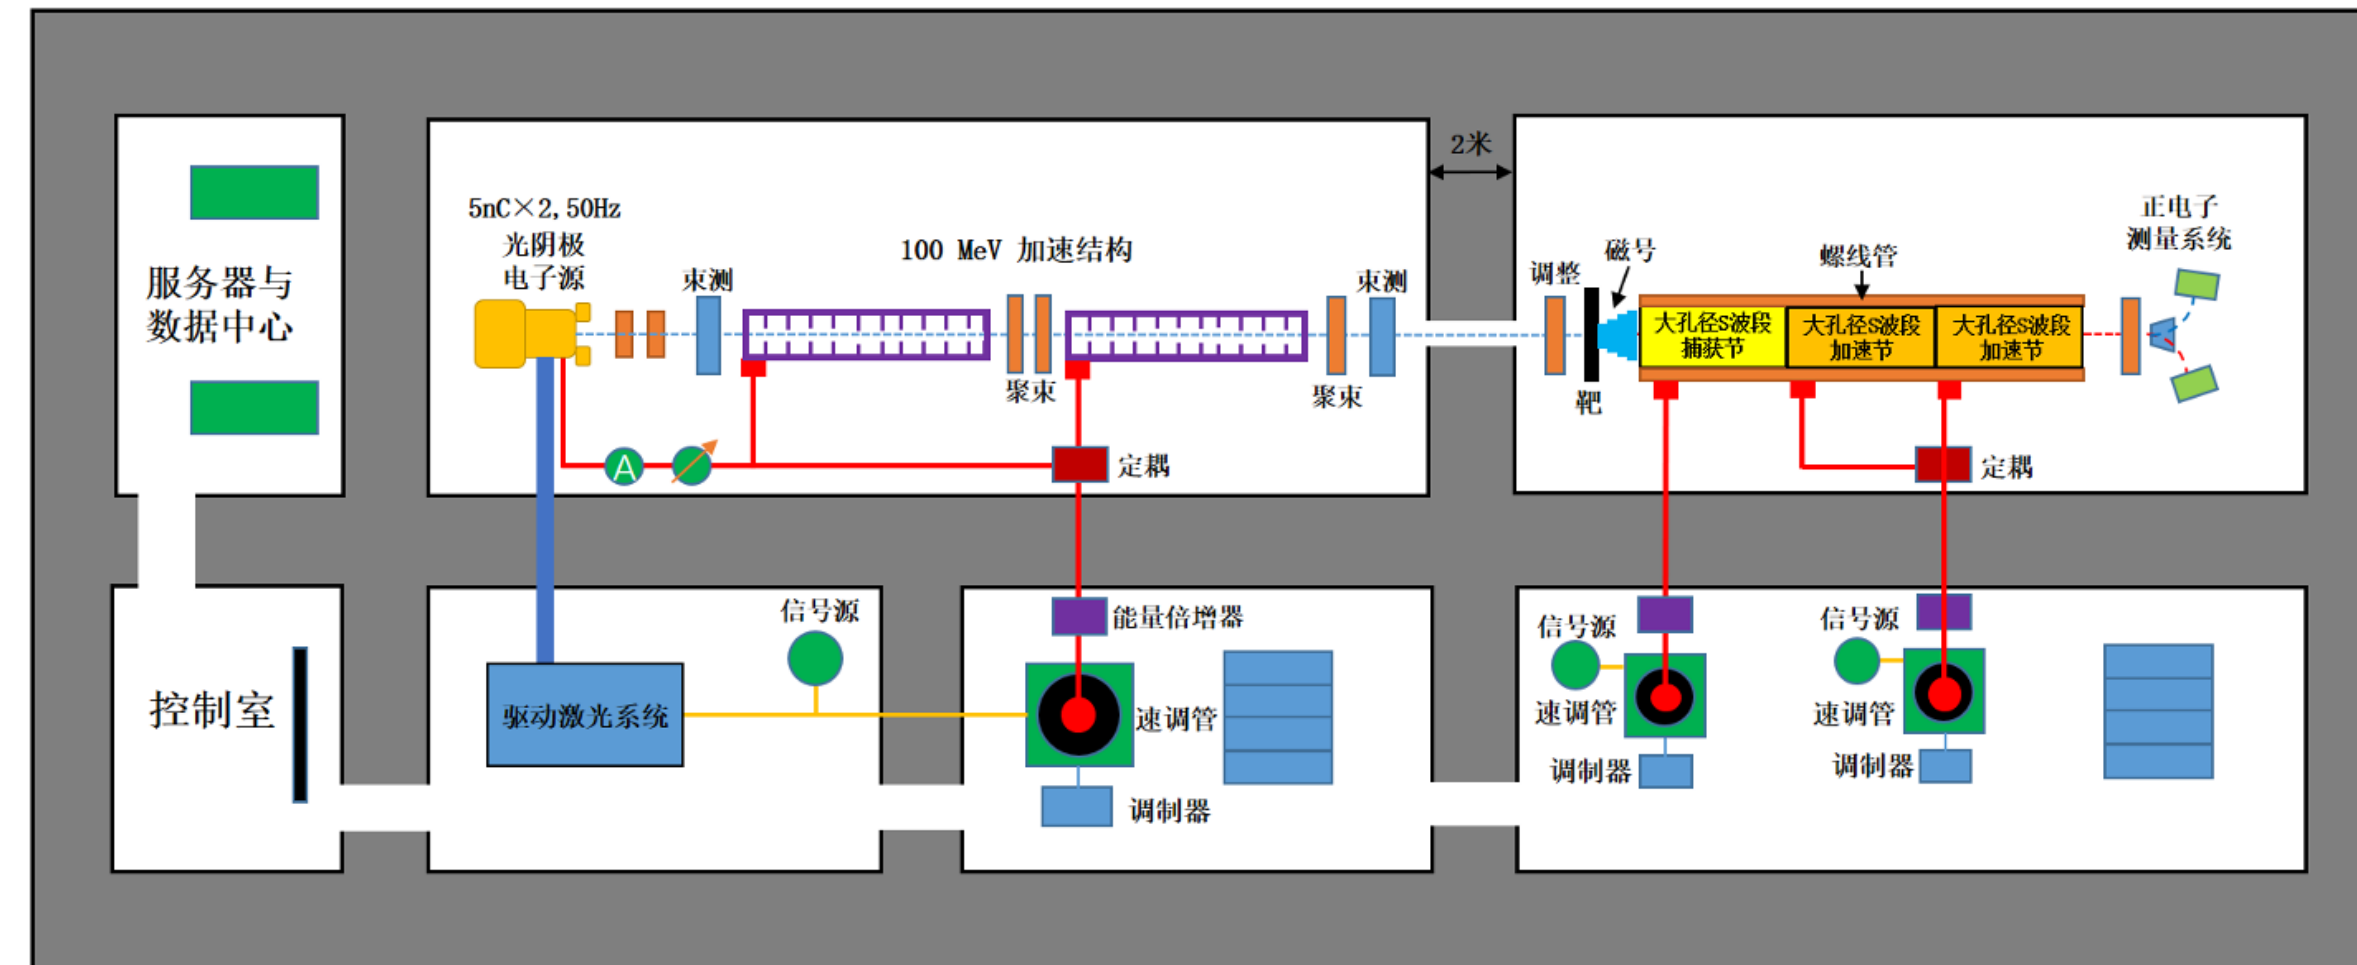 服务器与
数据中心
5nC×2,50Hz
光阴极
电子源
束测
100 MeV 加速结构
聚束
聚束
束测
A
定耦
2米
调整
磁号
靶
螺线管
大孔径S波段
捕获节
大孔径S波段
加速节
大孔径S波段
加速节
正电子
测量系统
定耦
控制室
驱动激光系统
信号源
能量倍增器
速调管
调制器
信号源
速调管
调制器
信号源
速调管
调制器